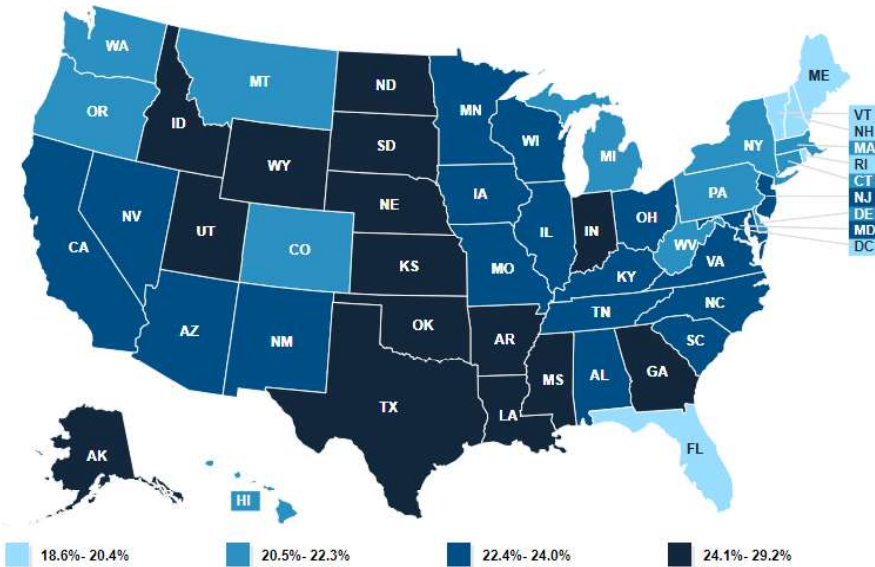 WA
ME
MT
ND
VT
MN
OR
NH
ID
WI
MA
SD
NY
MI
RI
WY
CT
PA
NJ
IA
NE
DE
OH
NV
IN
IL
MD
UT
CO
WV
DC
CA
VA
KS
MO
KY
NC
TN
AZ
OK
NM
AR
SC
MS
AL
GA
TX
LA
FL
AK
HI
18.6%- 20.4%
20.5%- 22.3%
22.4%- 24.0%
24.1%- 29.2%